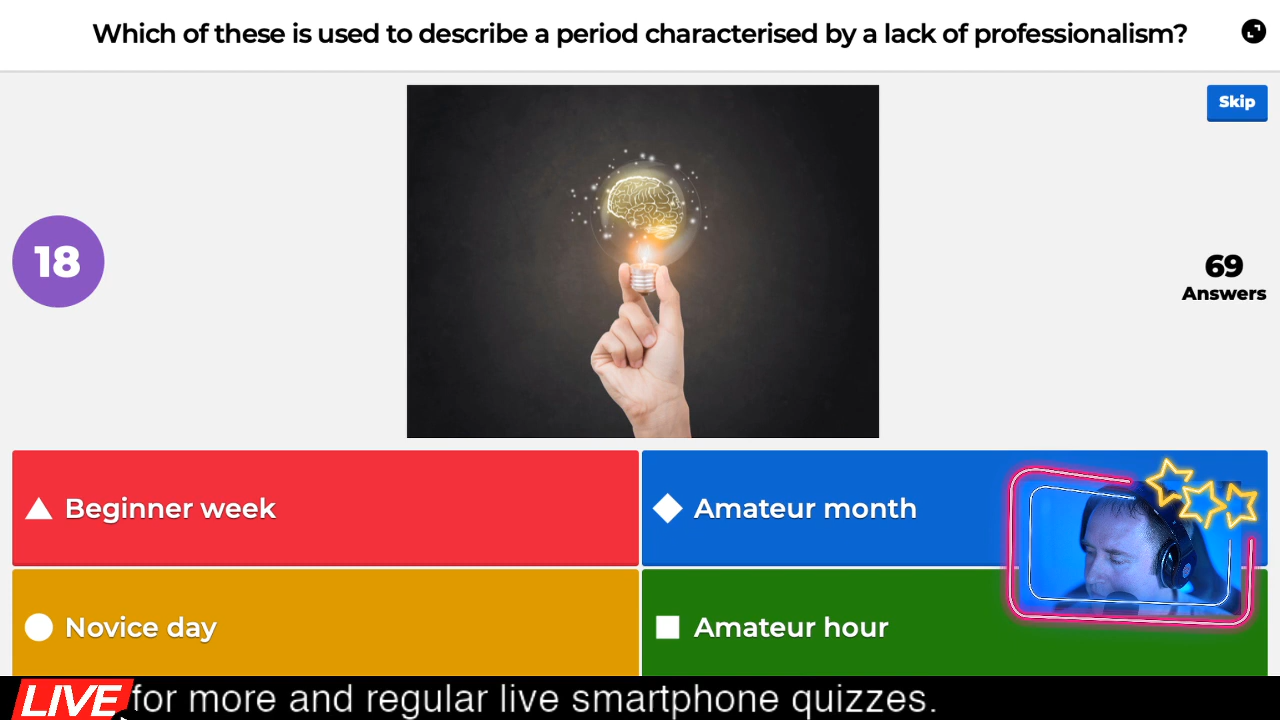 Which of these is used to describe a period characterised by a lack of professionalism?
Skip
18
69
Answers
Beginner week
Amateur month
Novice day
Amateur hour
LIVE for more and regular live smartphone quizzes.